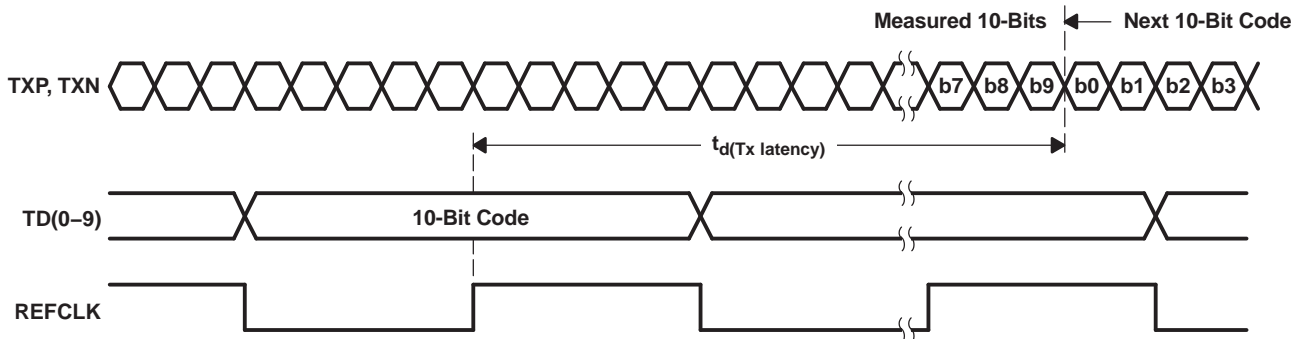 Measured 10-Bits Next 10-Bit Code
TXP, TXN b7 b8 b9 b0 b1 b2 b3
td(Tx latency)
TD(0–9) 10-Bit Code
REFCLK